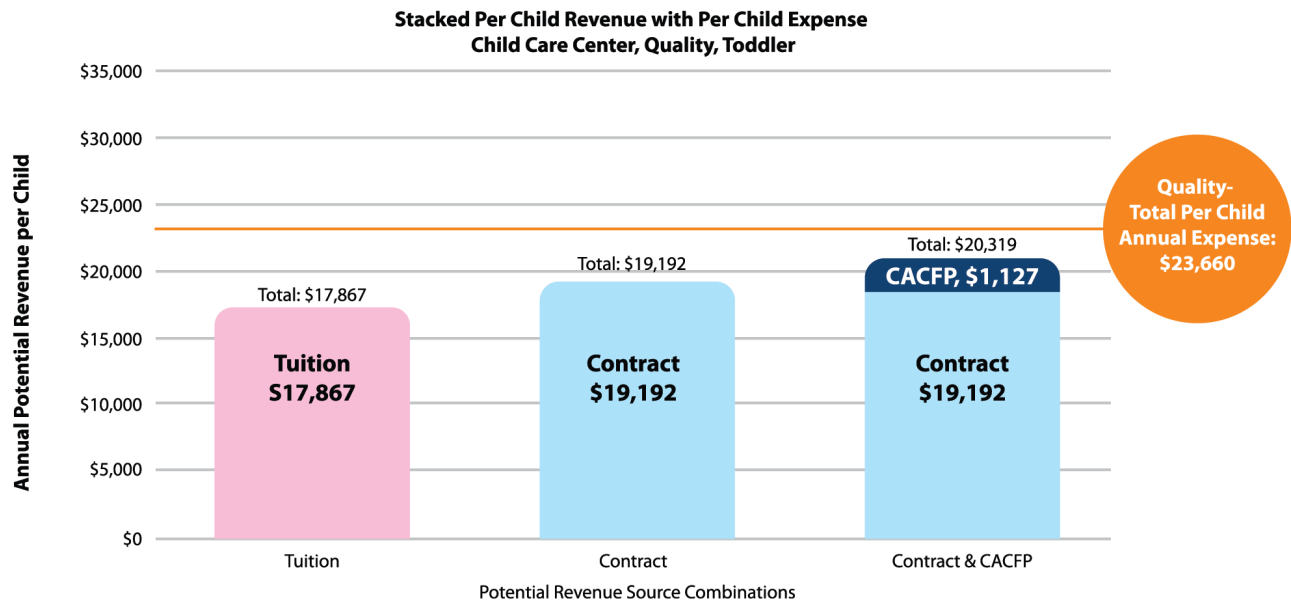 Stacked Per Child Revenue with Per Child Expense
Child Care Center, Quality, Toddler
Annual Potential Revenue per Child
$35,000
$30,000
$25,000
$20,000
$15,000
$10,000
$5,000
$0
Total: $17,867
Tuition
S17,867
Total: $19,192
Contract
$19,192
Total: $20,319
CACFP, $1,127
Contract
$19,192
Quality-
Total Per Child
Annual Expense:
$23,660
Tuition
Contract
Contract & CACFP
Potential Revenue Source Combinations